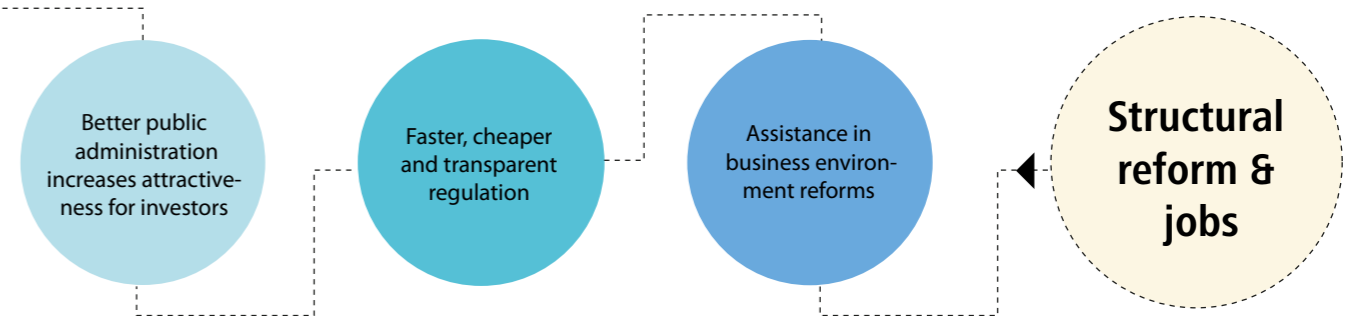 Better public
administration
increases attractive-
ness for investors
Faster, cheaper
and transparent
regulation
Assistance in
business environ-
ment reforms
Structural
reform &
jobs